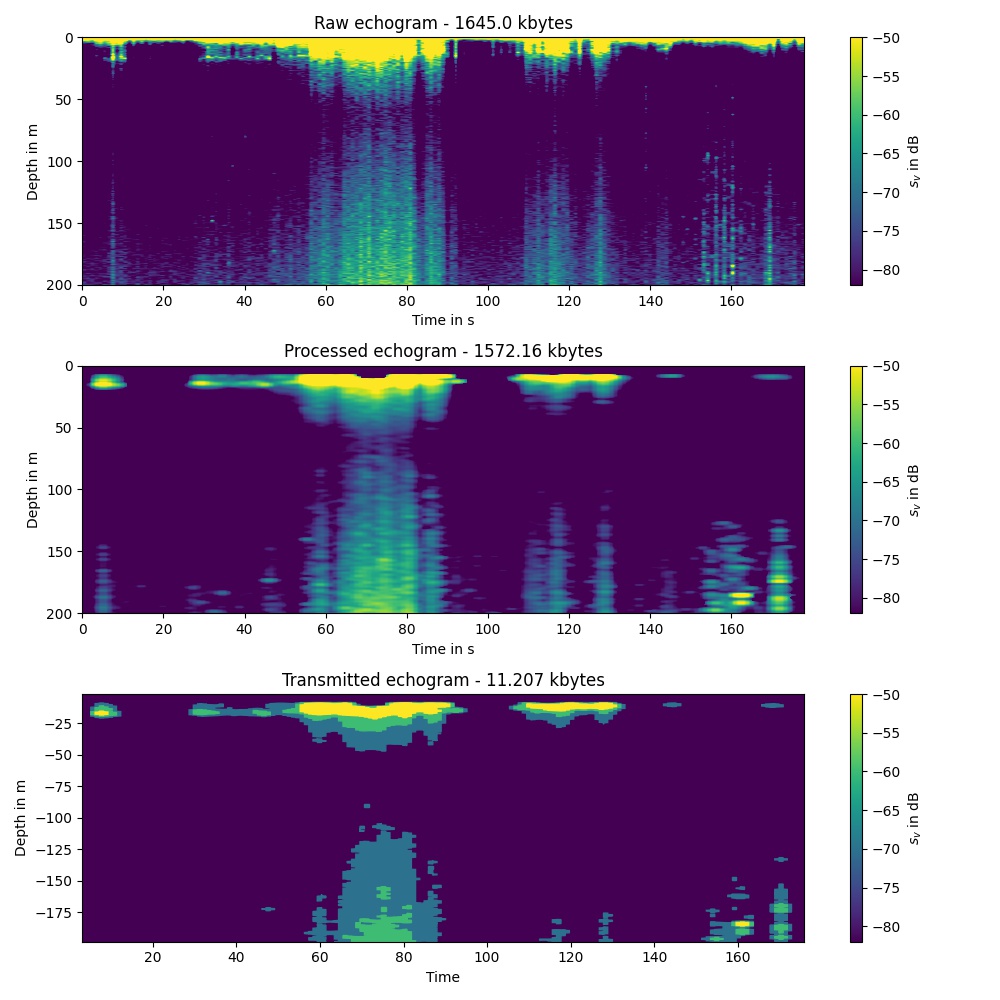 Raw echogram - 1645.0 kbytes
0
50
100
150
200
Depth in m
0 20 40 60 80 100 120 140 160
Time in s
−50
−55
−60
−65
−70
−75
−80
sv in dB
Processed echogram - 1572.16 kbytes
0
50
100
150
200
Depth in m
0 20 40 60 80 100 120 140 160
Time in s
−50
−55
−60
−65
−70
−75
−80
sv in dB
Transmitted echogram - 11.207 kbytes
−25
−50
−75
−100
−125
−150
−175
Depth in m
20 40 60 80 100 120 140 160
Time
−50
−55
−60
−65
−70
−75
−80
sv in dB